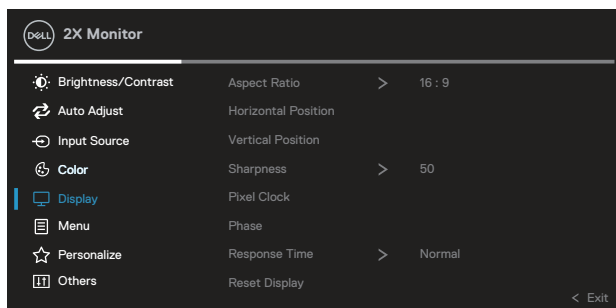 DELL 2X Monitor
Brightness/Contrast Aspect Ratio > 16 : 9
Auto Adjust Horizontal Position
Input Source Vertical Position
Color Sharpness > 50
Display Pixel Clock
Menu Phase
Personalize Response Time > Normal
Others Reset Display
< Exit